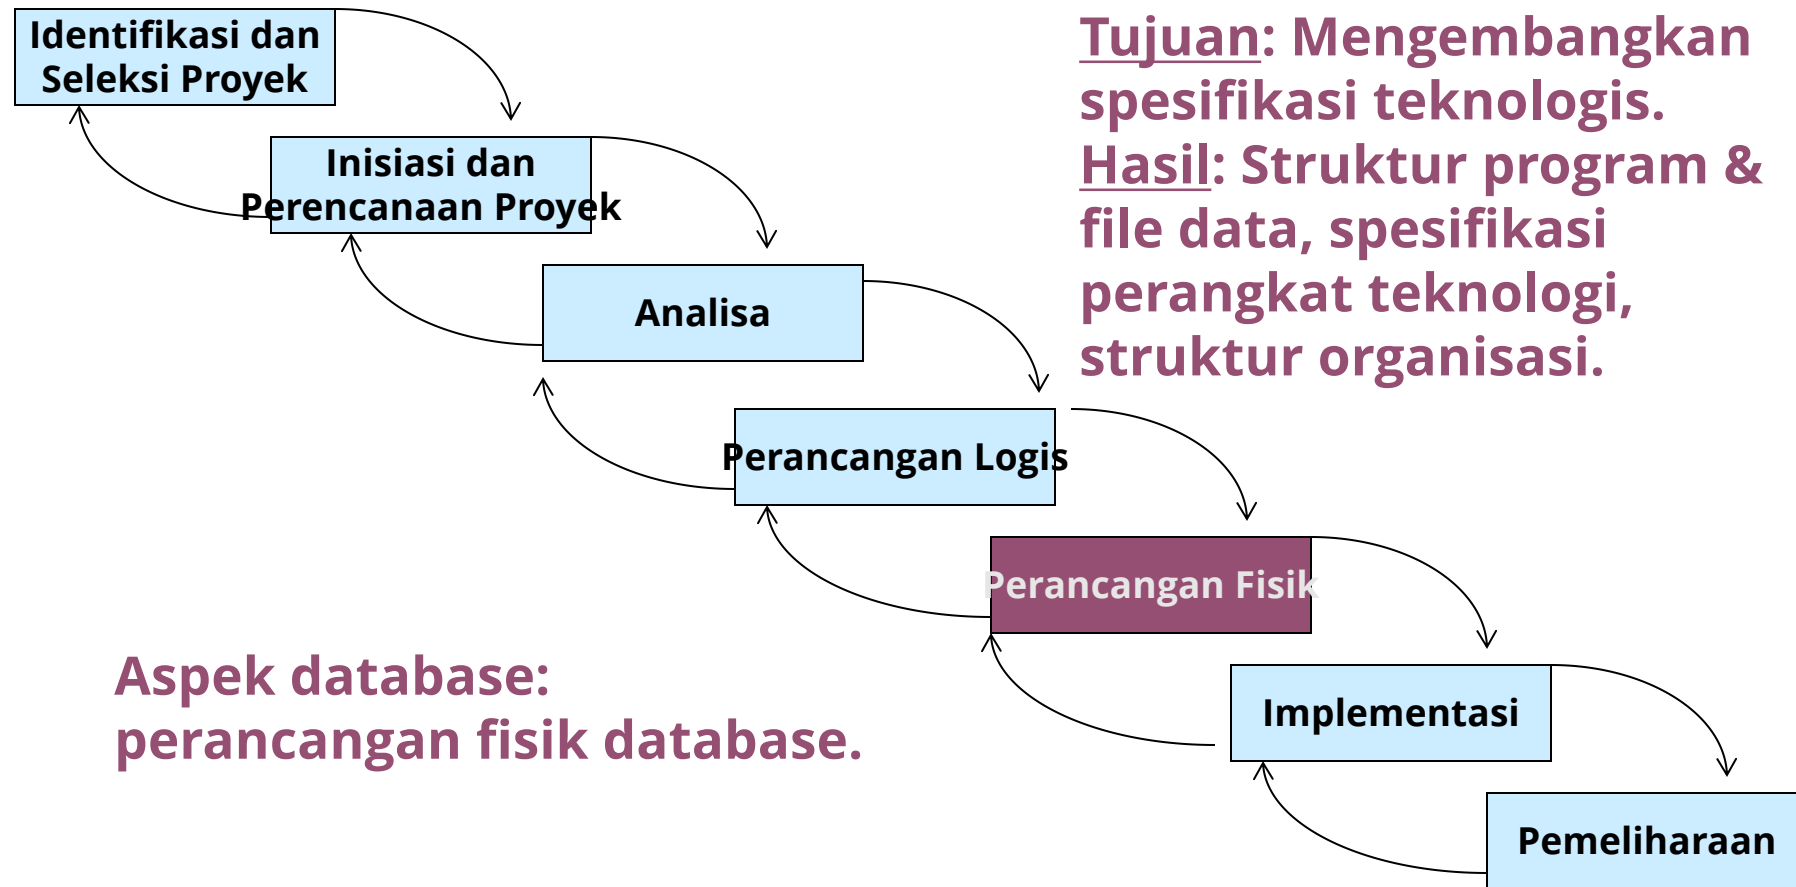 Identifikasi dan
Seleksi Proyek
Inisiasi dan
Perencanaan Proyek
Analisa
Perancangan Logis
Perancangan Fisik
Implementasi
Pemeliharaan
Tujuan: Mengembangkan
spesifikasi teknologis.
Hasil: Struktur program &
file data, spesifikasi
perangkat teknologi,
struktur organisasi.
Aspek database:
perancangan fisik database.